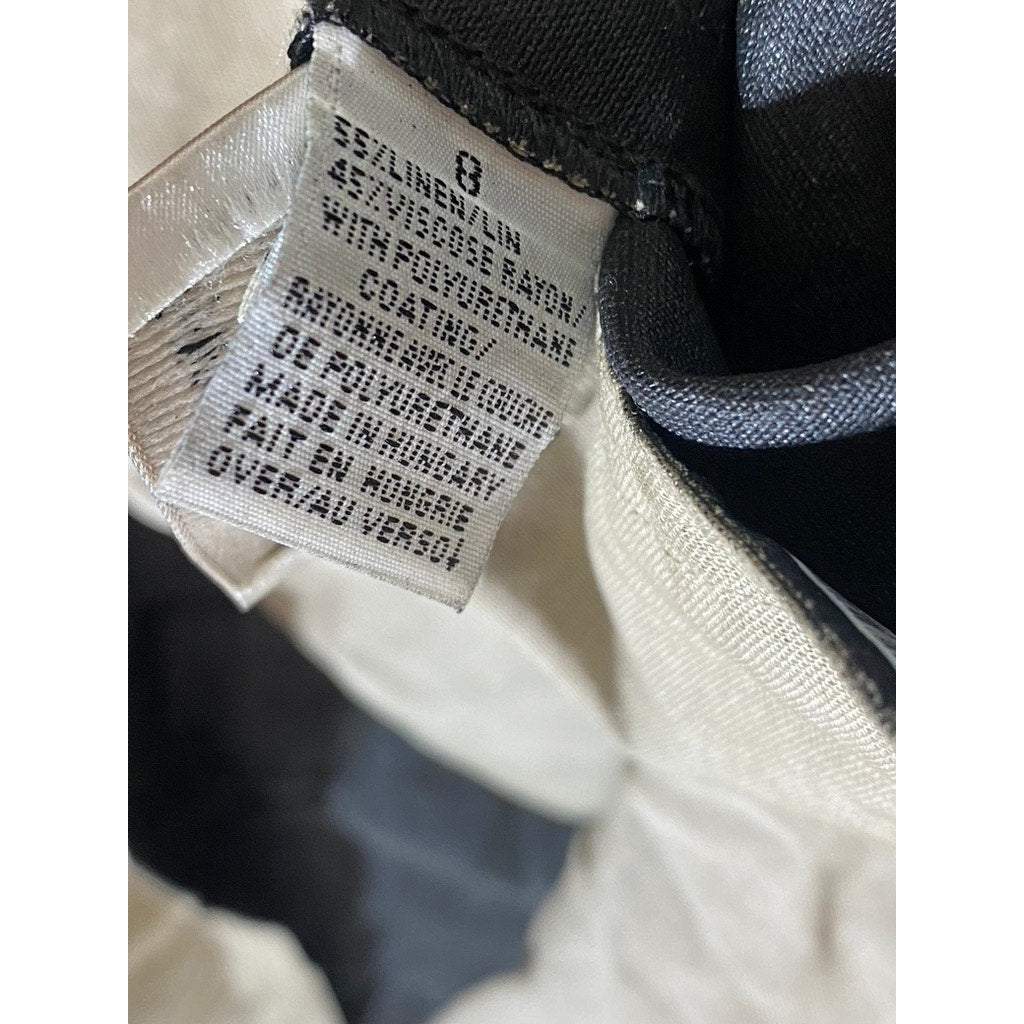 8
55%LINEN/LIN
45%VISCOSE RAYON/
WITH POLYURETHANE
COATING/
RAYONNE
DE POLYURETHANE
MADE IN HUNGARY
FAIT EN HONGRIE
OVER/AU VERSO